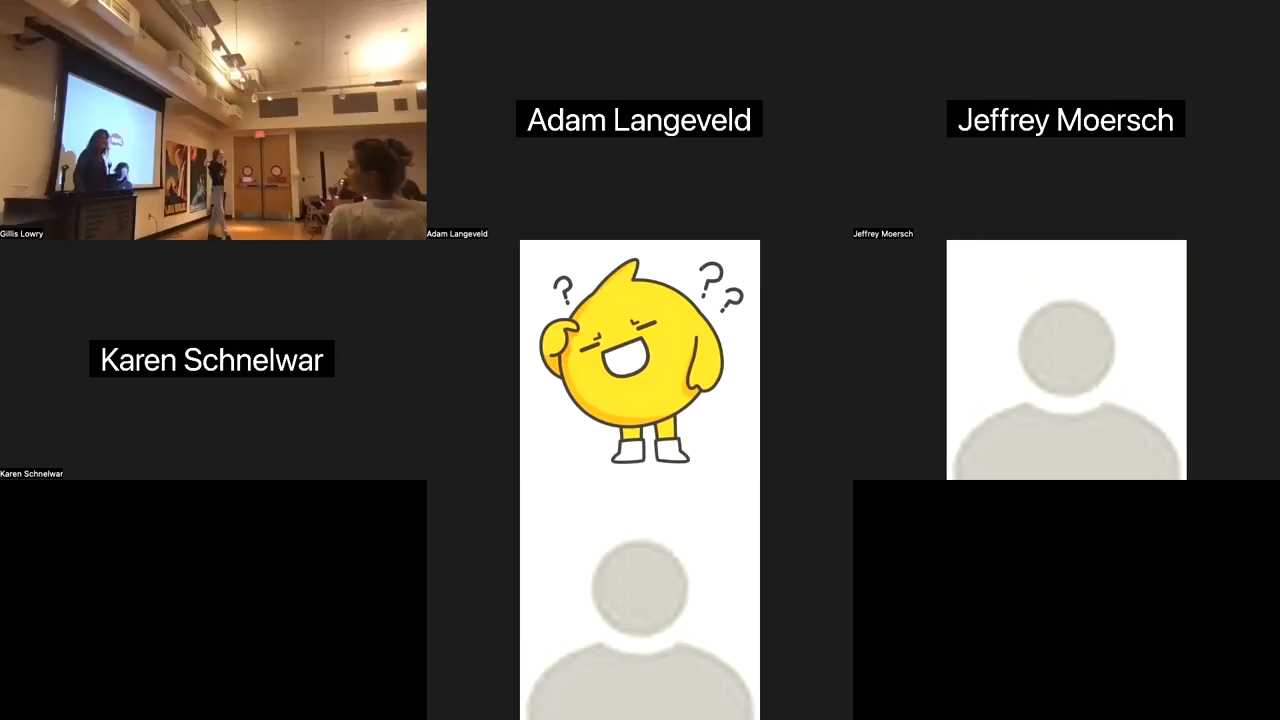 Adam Langeveld
Jeffrey Moersch
Gillis Lowry
Adam Langeveld
Jeffrey Moersch
?
? ?
Karen Schnelwar
Karen Schnelwar